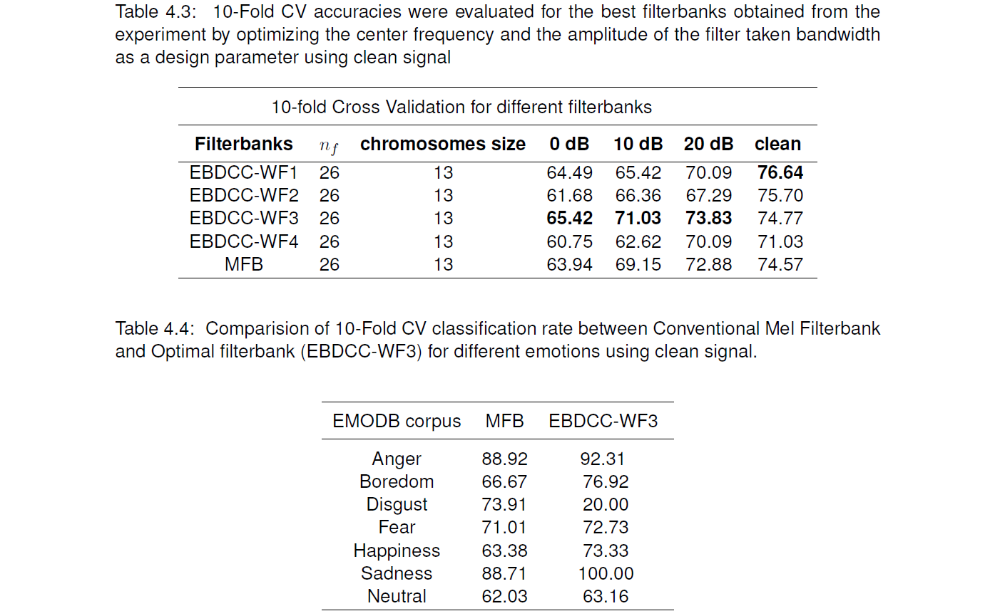 Table 4.3: 10-Fold CV accuracies were evaluated for the best filterbanks obtained from the
experiment by optimizing the center frequency and the amplitude of the filter taken bandwidth
as a design parameter using clean signal
10-fold Cross Validation for different filterbanks
Filterbanks n_f chromosomes size 0 dB 10 dB 20 dB clean
EBDCC-WF1 26 13 64.49 65.42 70.09 76.64
EBDCC-WF2 26 13 61.68 66.36 67.29 75.70
EBDCC-WF3 26 13 65.42 71.03 73.83 74.77
EBDCC-WF4 26 13 60.75 62.62 70.09 71.03
MFB 26 13 63.94 69.15 72.88 74.57
Table 4.4: Comparision of 10-Fold CV classification rate between Conventional Mel Filterbank
and Optimal filterbank (EBDCC-WF3) for different emotions using clean signal.
EMODB corpus MFB EBDCC-WF3
Anger 88.92 92.31
Boredom 66.67 76.92
Disgust 73.91 20.00
Fear 71.01 72.73
Happiness 63.38 73.33
Sadness 88.71 100.00
Neutral 62.03 63.16